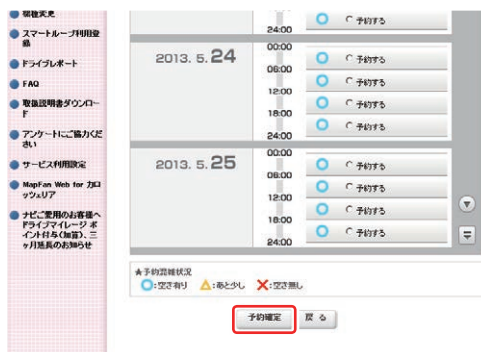 機種変更
スマートループ利用登
録
ドライブレポート
FAQ
取扱説明書ダウンロー
ド
アンケートにご協力くだ
さい
サービス利用設定
MapFan Web for カロ
ッツェリア
ナビご愛用のお客様へ
ドライブマイレージ ポ
イント付与(加算)、三
ヶ月延長のお知らせ
24:00
予約する
2013. 5. 24
00:00
予約する
06:00
予約する
12:00
予約する
18:00
予約する
24:00
2013. 5. 25
00:00
予約する
06:00
予約する
12:00
予約する
18:00
予約する
24:00
★予約混雑状況
○:空き有り △:あと少し ×:空き無し
予約確定 戻る